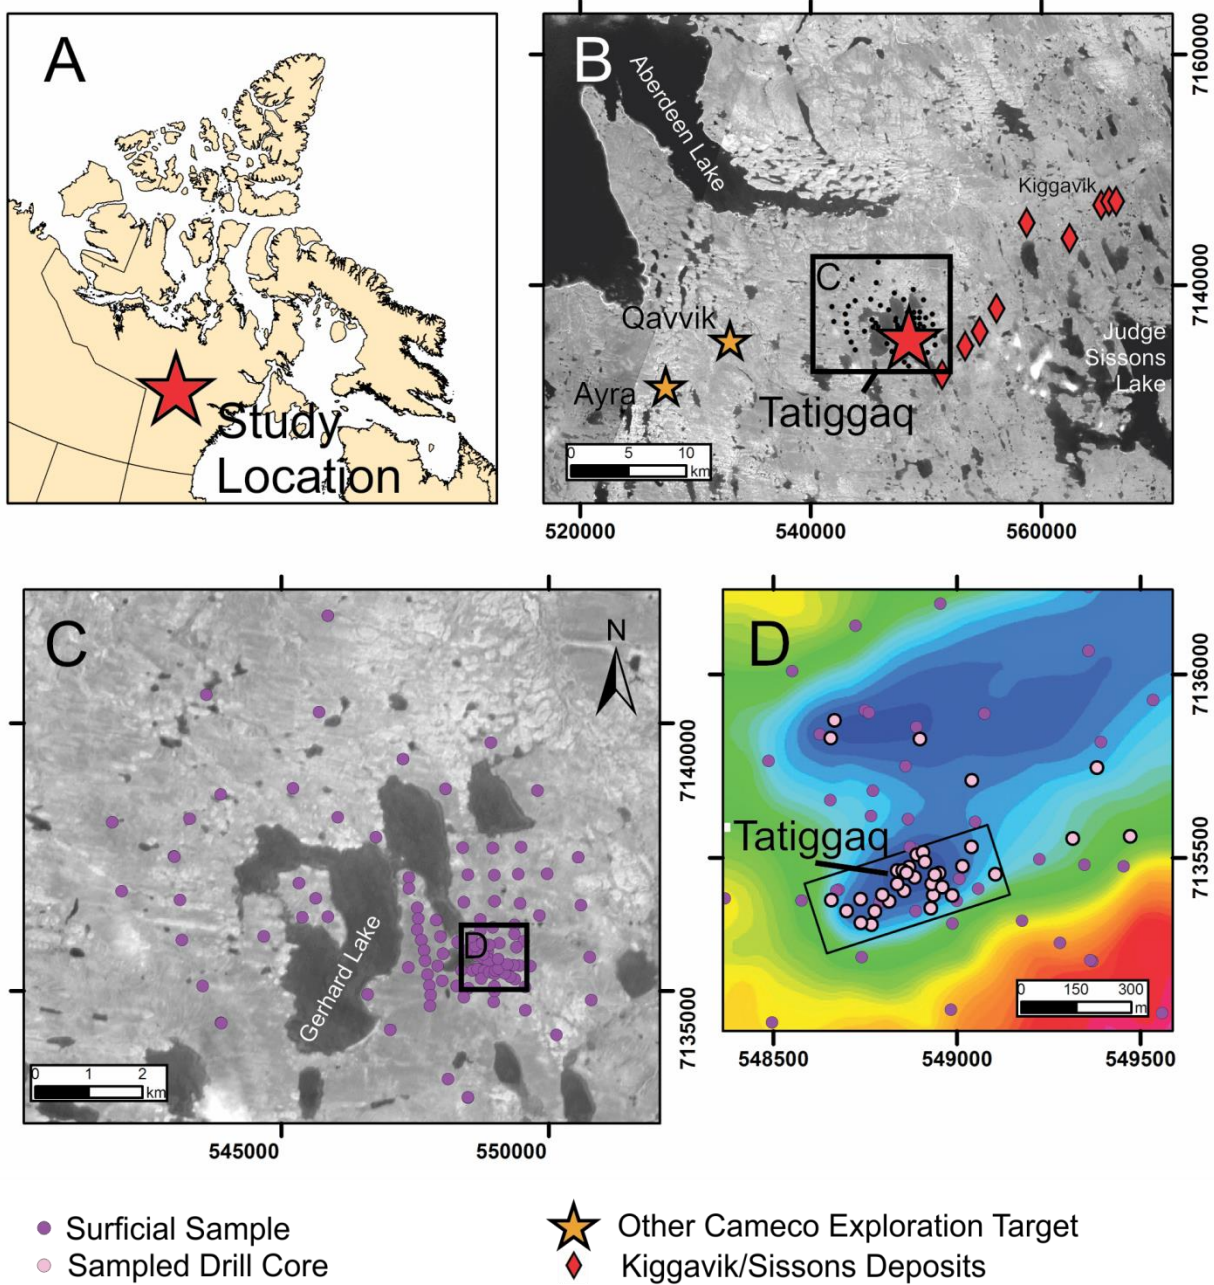 A
Study
Location
B
Aberdeen Lake
Kiggavik
C
Qavvik
Ayra
Tatiggaq
Judge
Sissons
Lake
0 5 10
km
7160000
7140000
520000 540000 560000
C
N
Gerhard Lake
D
0 1 2
km
7140000
7135000
545000 550000
D
Tatiggaq
0 150 300
m
7136000
7135500
548500 549000 549500
Surficial Sample
Sampled Drill Core
Other Cameco Exploration Target
Kiggavik/Sissons Deposits